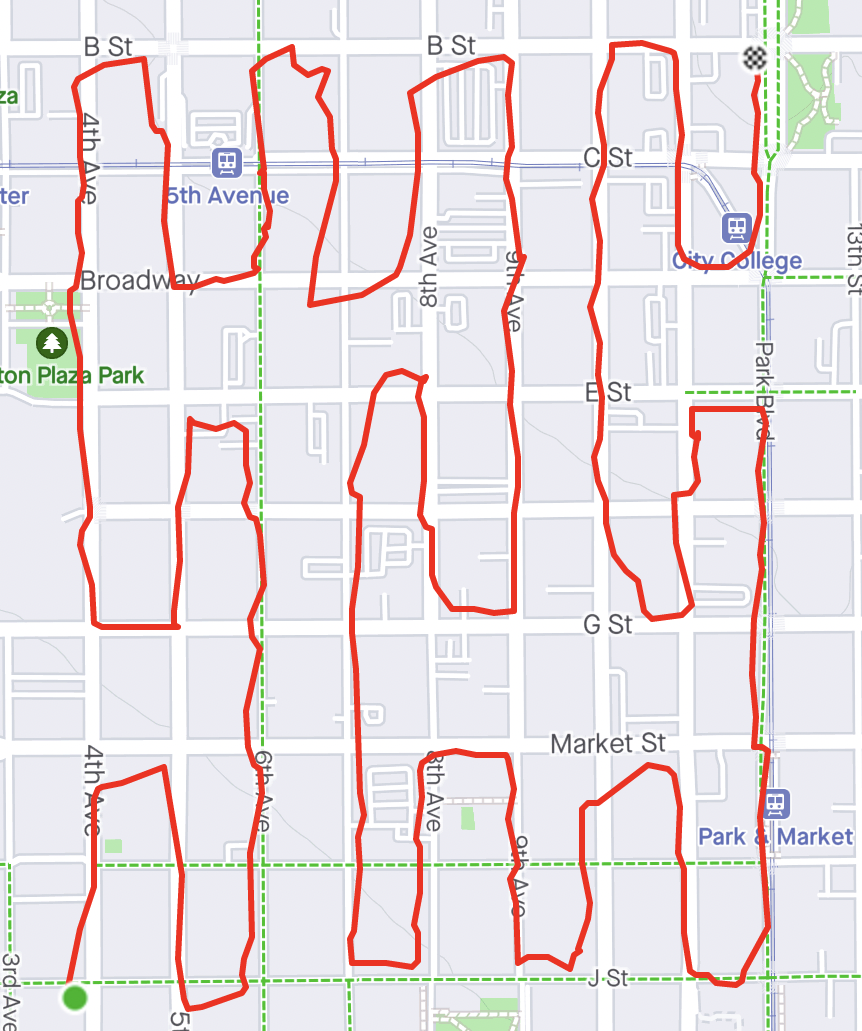 B St
B St
za
4th Ave
C St
5th Avenue
ter
8th Ave
9th Ave
13th St
City College
Broadway
Park Blvd
ton Plaza Park
E St
G St
Market St
4th Ave
6th Ave
8th Ave
Park & Market
9th Ave
3rd Ave
J St
5t